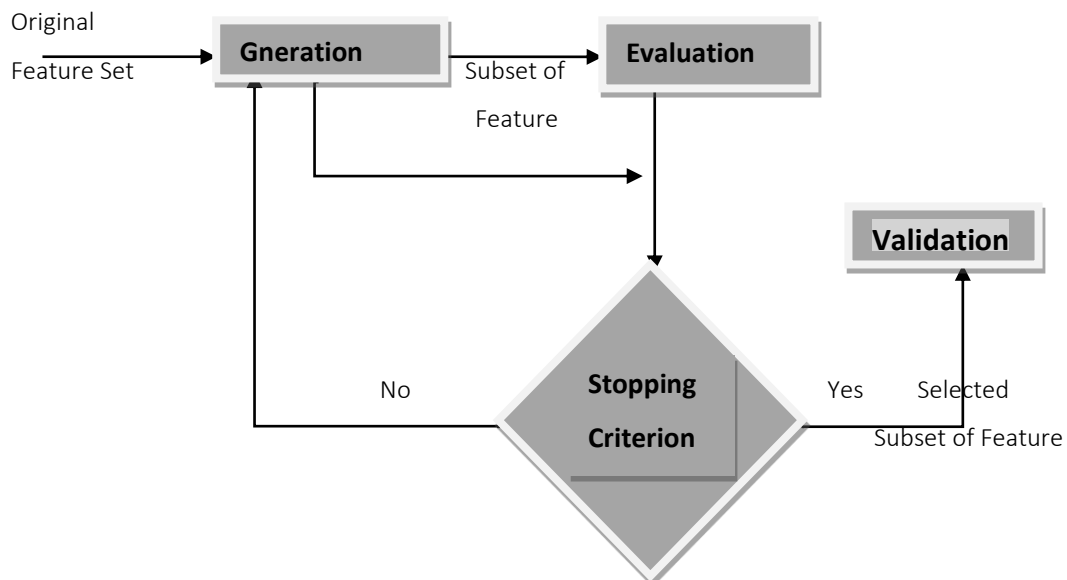 Original
Feature Set
Gneration
Subset of
Feature
Evaluation
Validation
No
Stopping
Criterion
Yes
Selected
Subset of Feature